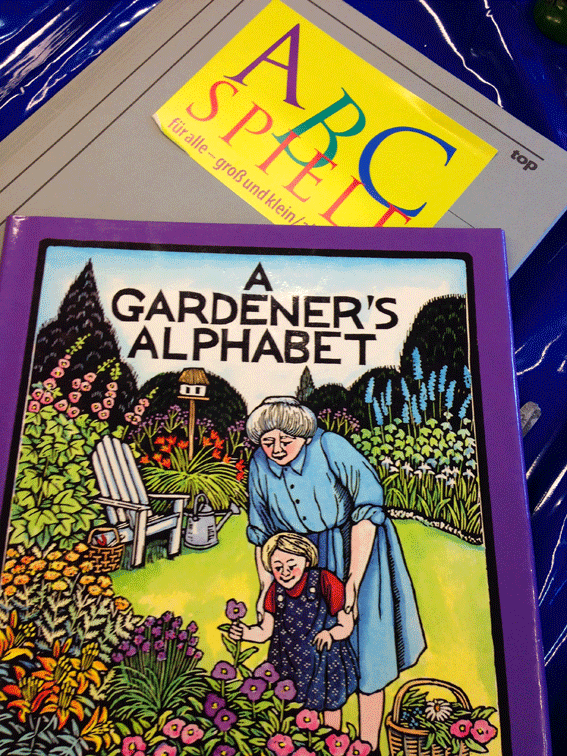 ABC
SPIELE
für alle – groß und klein/
top
A
GARDENER'S
ALPHABET